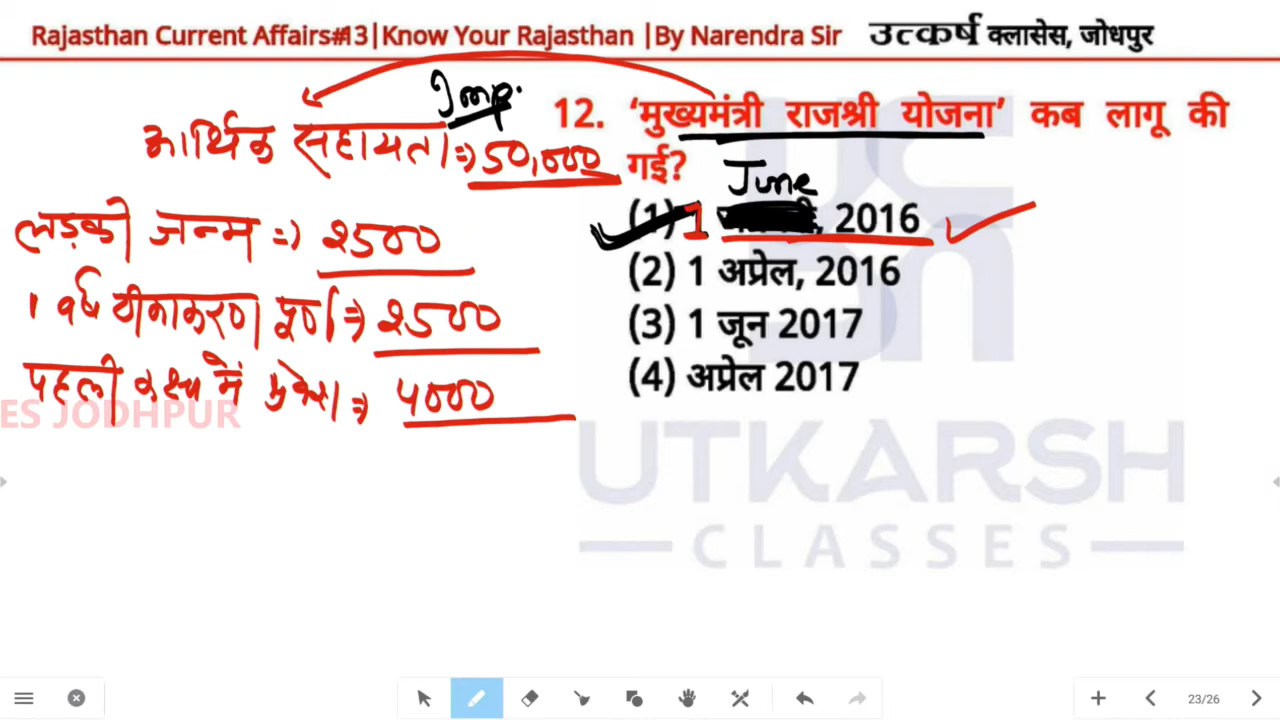 Rajasthan Current Affairs#13|Know Your Rajasthan |By Narendra Sir उत्कर्ष क्लासेस, जोधपुर
Imp.
आर्थिक सहायता => 50,000
लड़की जन्म => 2500
1 वर्ष टीकाकरण पूर्ण => 2500
पहली कक्षा में प्रवेश => 4000
ES JODHPUR
12. ‘मुख्यमंत्री राजश्री योजना’ कब लागू की
गई?
June
(1) 1 , 2016
(2) 1 अप्रेल, 2016
(3) 1 जून 2017
(4) अप्रेल 2017
UTKARSH
CLASSES
23/26